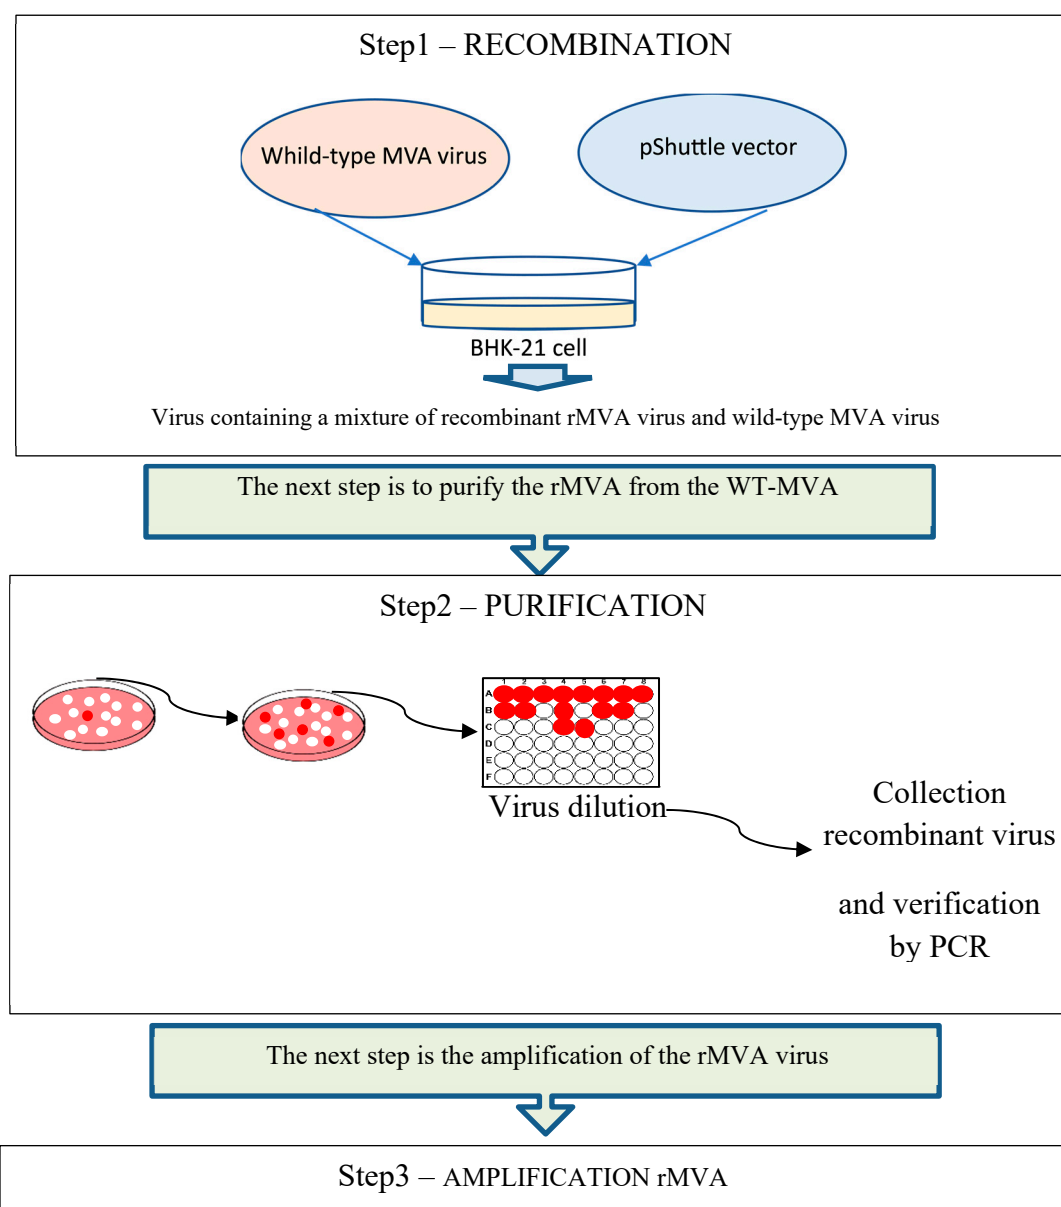 Step1 – RECOMBINATION
Whild-type MVA virus
pShuttle vector
BHK-21 cell
Virus containing a mixture of recombinant rMVA virus and wild-type MVA virus
The next step is to purify the rMVA from the WT-MVA
Step2 – PURIFICATION
1 2 3 4 5 6 7 8
A
B
C
D
E
F
Virus dilution
Collection
recombinant virus
and verification
by PCR
The next step is the amplification of the rMVA virus
Step3 – AMPLIFICATION rMVA